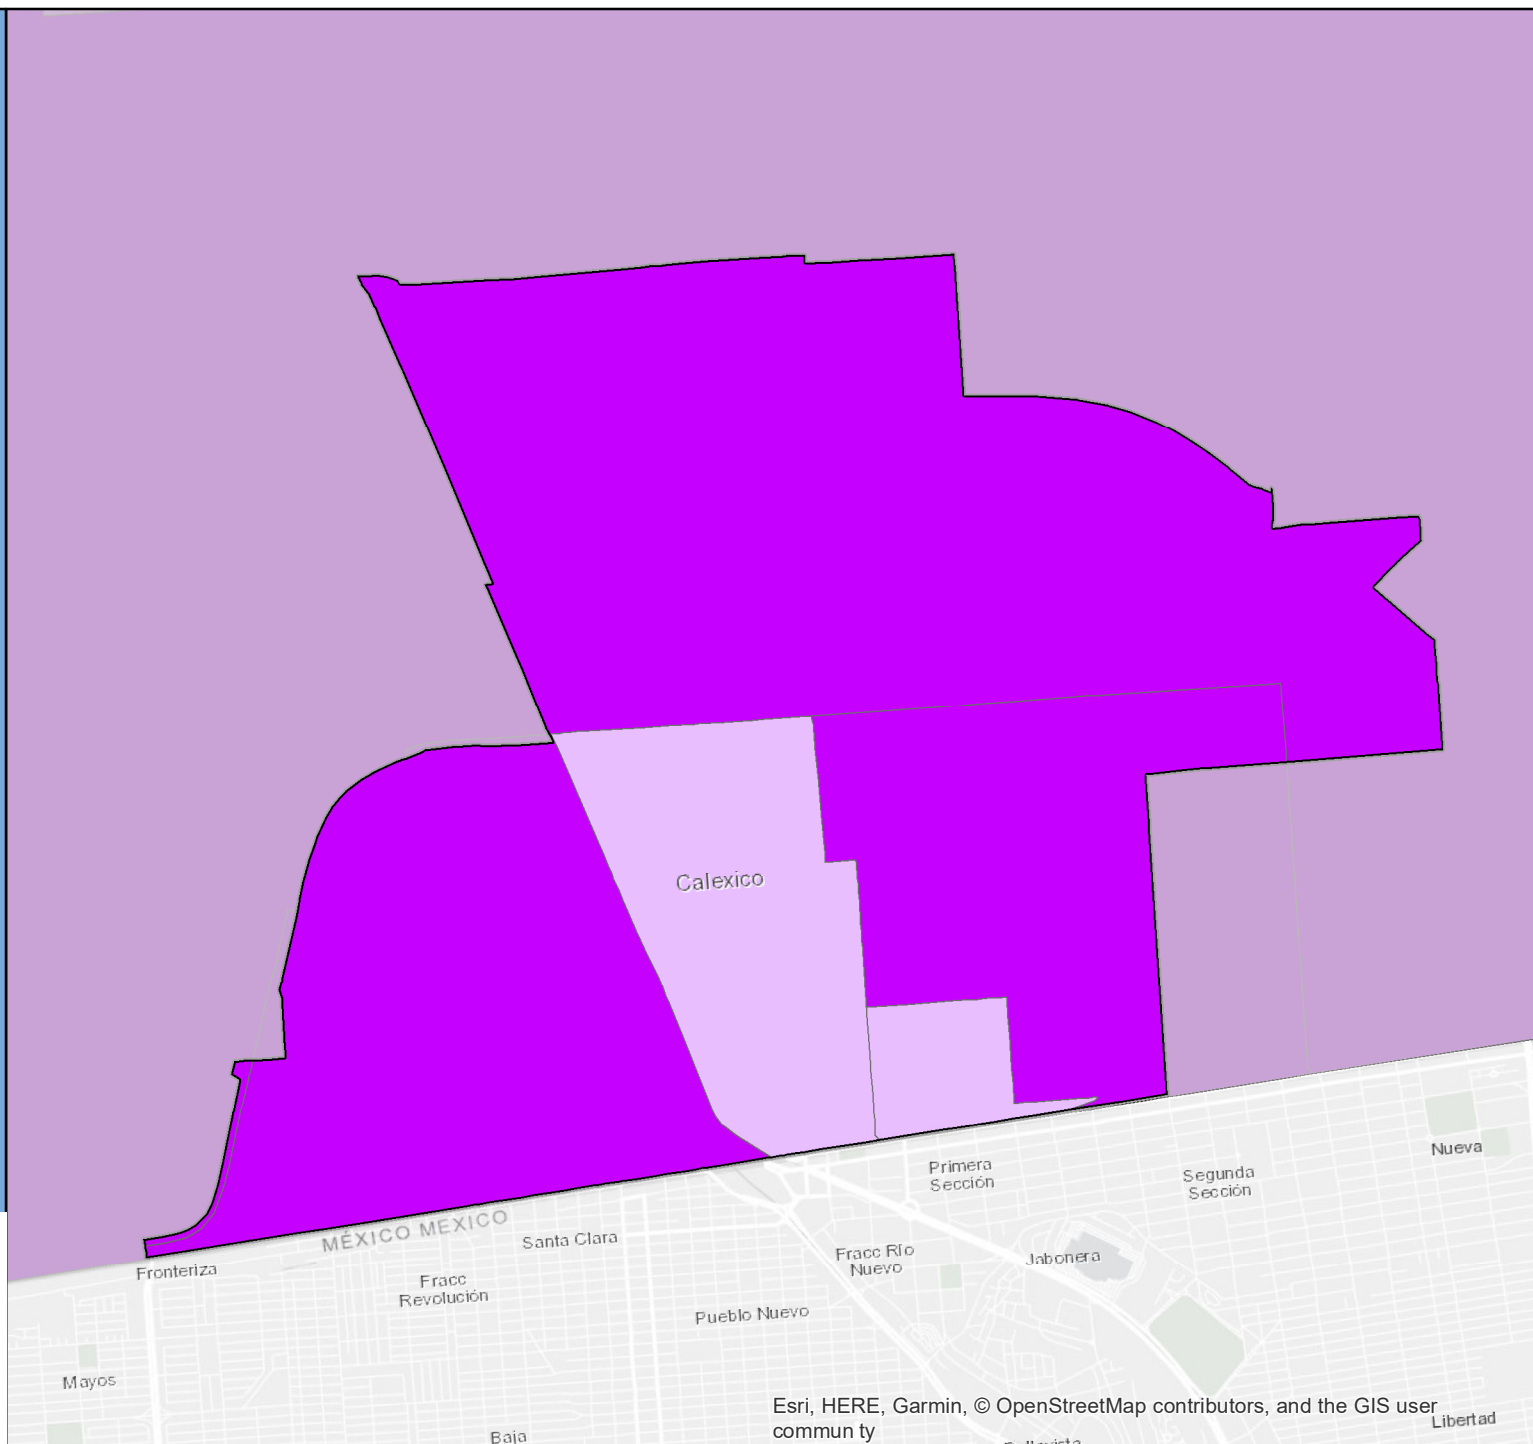 Calexico
Nueva
Primera
Sección
Segunda
Sección
MÉXICO MEXICO
Santa Clara
Fracc Río
Nuevo
Jabonera
Fronteriza
Fracc
Revolución
Pueblo Nuevo
Mayos
Esri, HERE, Garmin, © OpenStreetMap contributors, and the GIS user
commun ty
Libertad
Baja